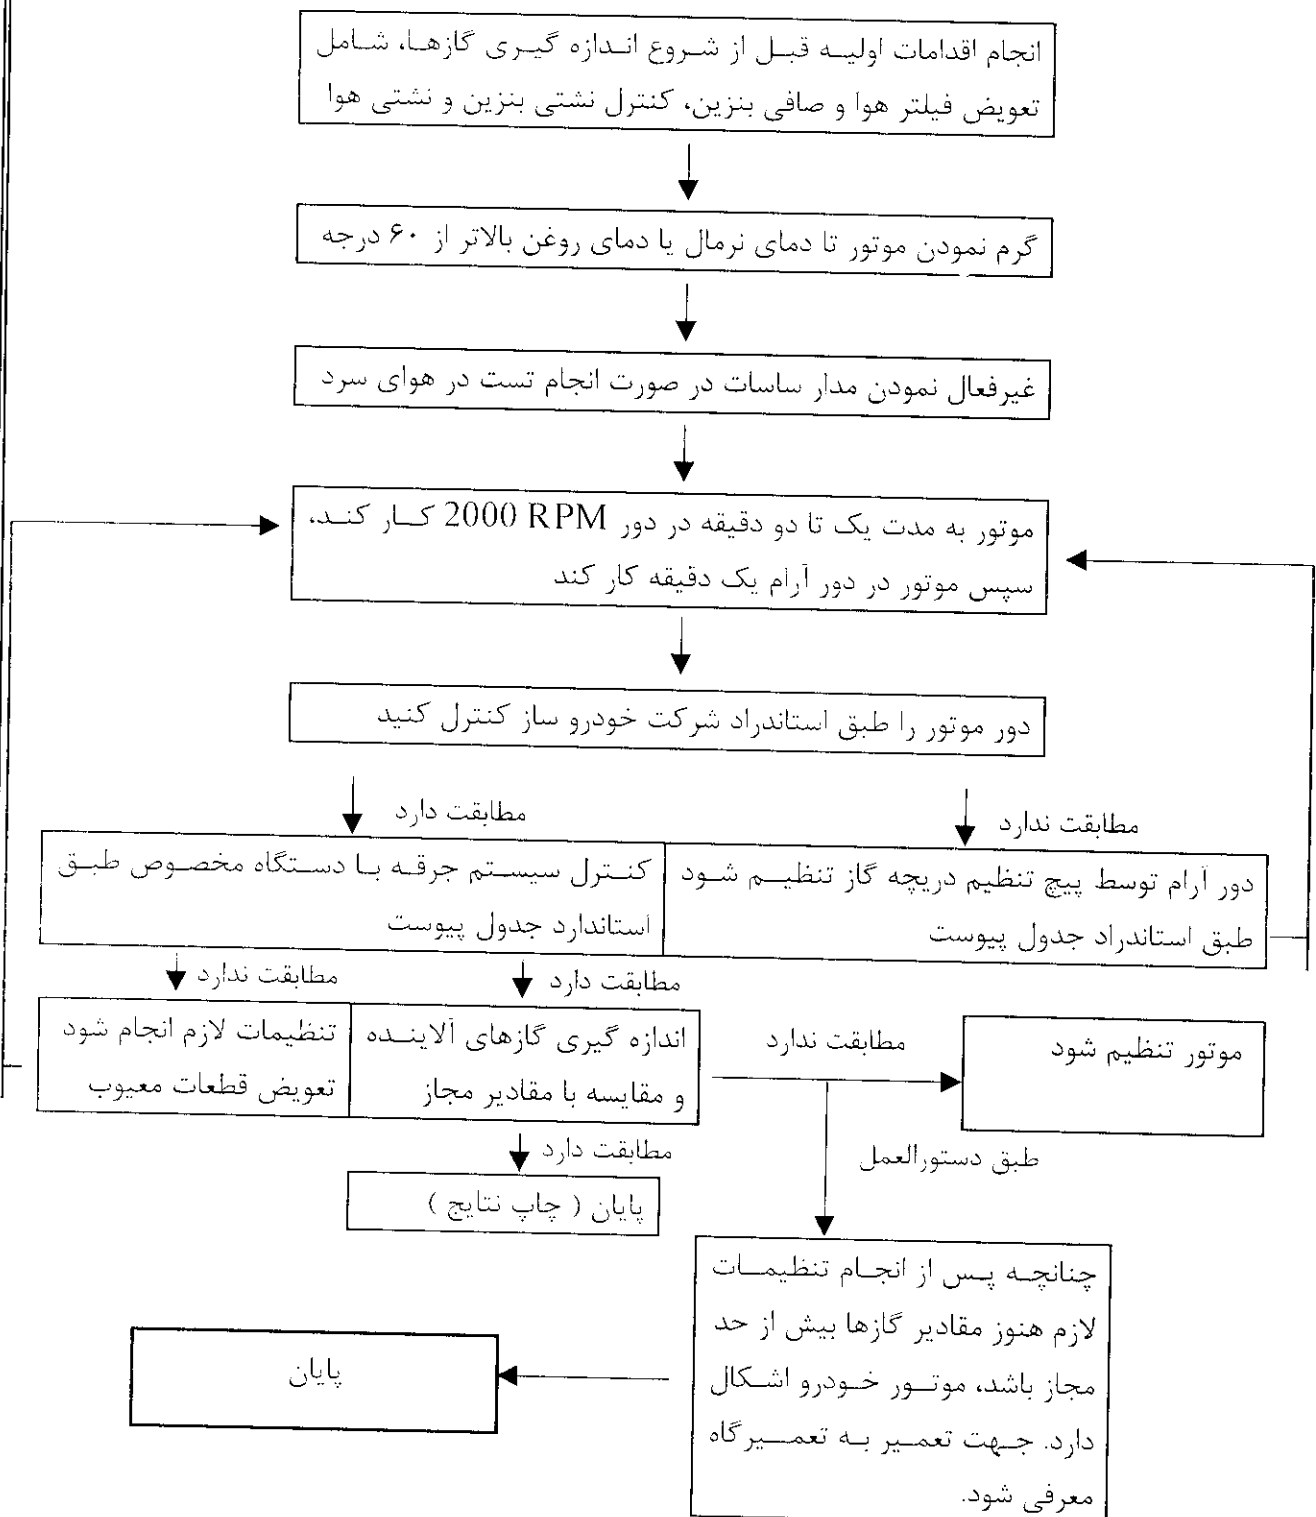 انجام اقدامات اولیه قبل از شروع اندازه گیری گازها، شامل
تعویض فیلتر هوا و صافی بنزین، کنترل نشتی بنزین و نشتی هوا
گرم نمودن موتور تا دمای نرمال یا دمای روغن بالاتر از ۶۰ درجه
غیرفعال نمودن مدار ساسات در صورت انجام تست در هوای سرد
موتور به مدت یک تا دو دقیقه در دور 2000 RPM کار کند،
سپس موتور در دور آرام یک دقیقه کار کند
دور موتور را طبق استاندراد شرکت خودرو ساز کنترل کنید
مطابقت ندارد
مطابقت دارد
دور آرام توسط پیچ تنظیم دریچه گاز تنظیم شود
طبق استاندراد جدول پیوست
کنترل سیستم جرقه با دستگاه مخصوص طبق
استاندارد جدول پیوست
مطابقت دارد
مطابقت ندارد
موتور تنظیم شود
مطابقت ندارد
اندازه گیری گازهای آلاینده
و مقایسه با مقادیر مجاز
تنظیمات لازم انجام شود
تعویض قطعات معیوب
طبق دستورالعمل
مطابقت دارد
پایان ( چاپ نتایج )
چنانچه پس از انجام تنظیمات
لازم هنوز مقادیر گازها بیش از حد
مجاز باشد، موتور خودرو اشکال
دارد. جهت تعمیر به تعمیرگاه
معرفی شود.
پایان